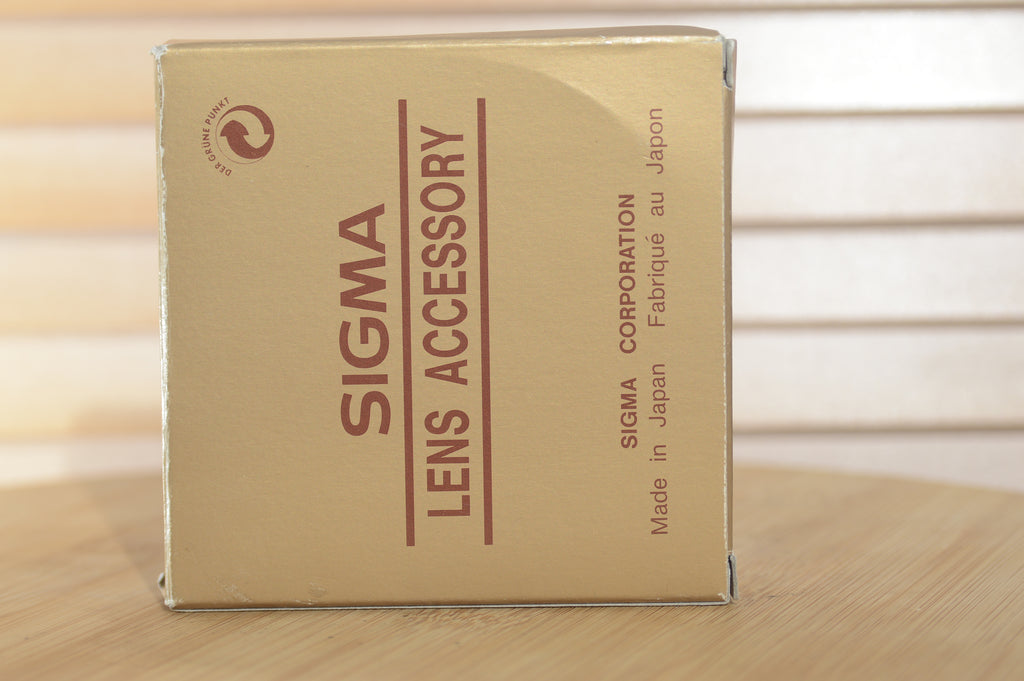 DER GRÜNE PUNKT
SIGMA
LENS ACCESSORY
SIGMA CORPORATION
Made in Japan Fabriqué au Japon